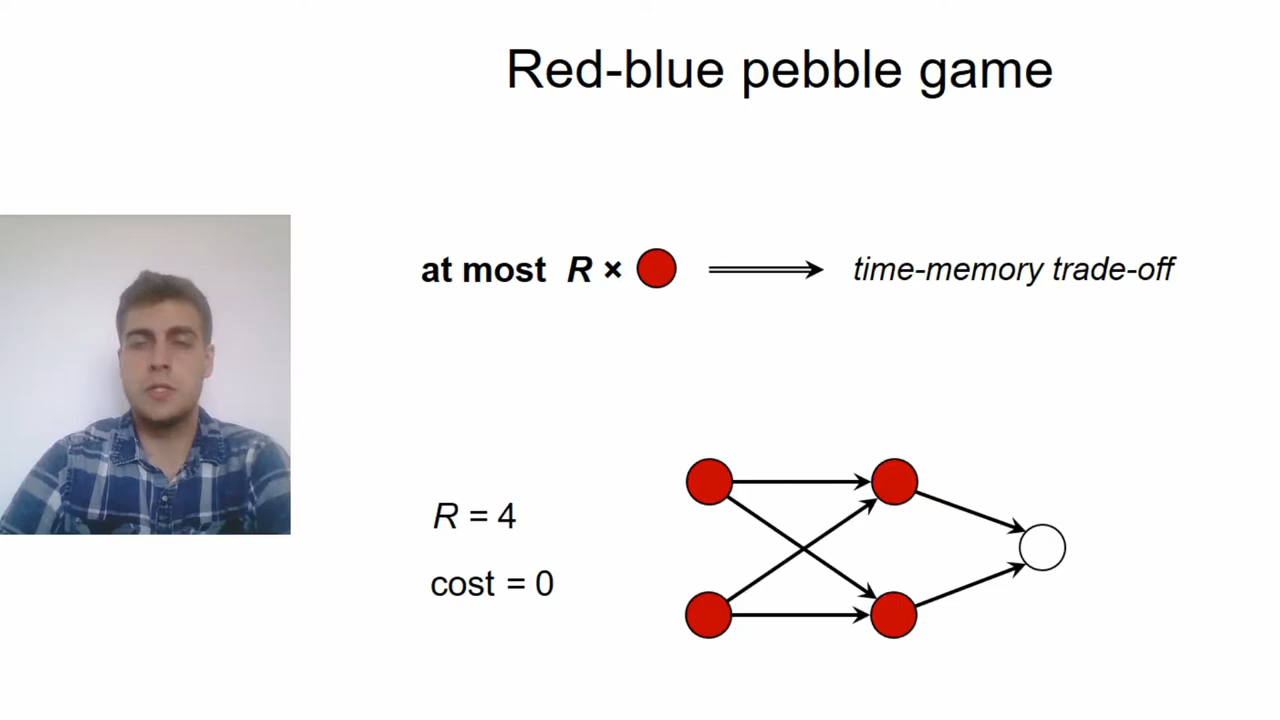 Red-blue pebble game
at most R × time-memory trade-off
R = 4
cost = 0